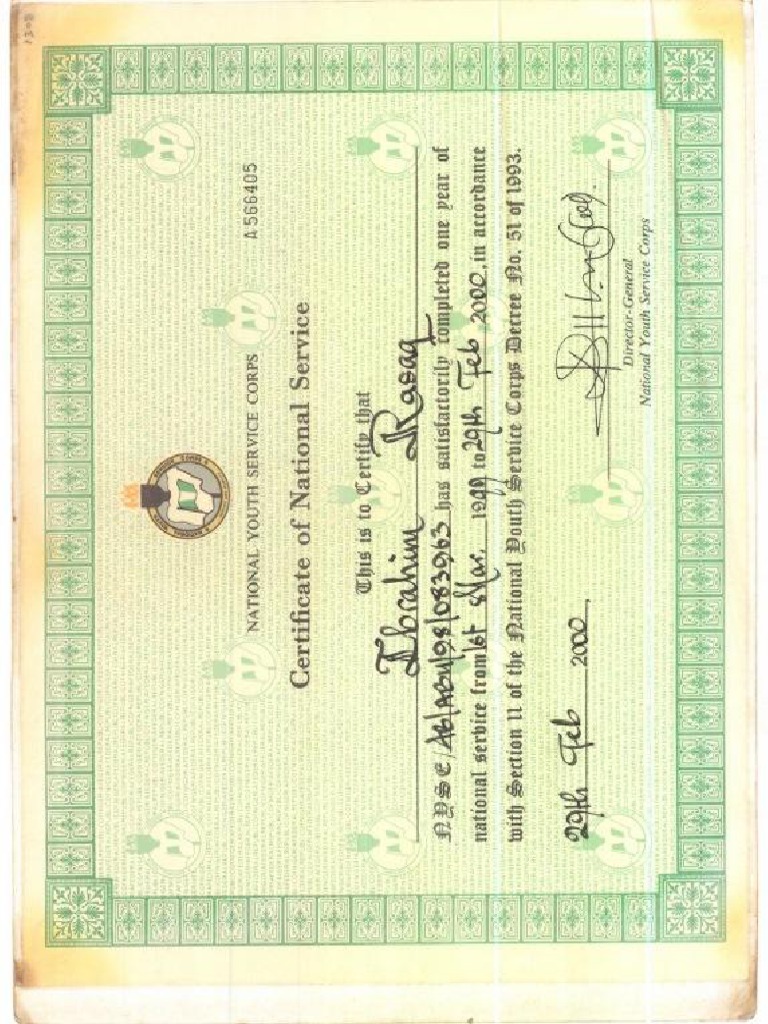 A 566405
NATIONAL YOUTH SERVICE CORPS
Certificate of National Service
This is to Certify that
Ibrahim Rasaq
NYSC/AB/ABU/98/083963 has satisfactorily completed one year of
national service from 1st Mar. 1999 to 29th Feb 2000, in accordance
with Section 11 of the National Youth Service Corps Decree No. 51 of 1993.
29th Feb 2000.
Director-General
National Youth Service Corps